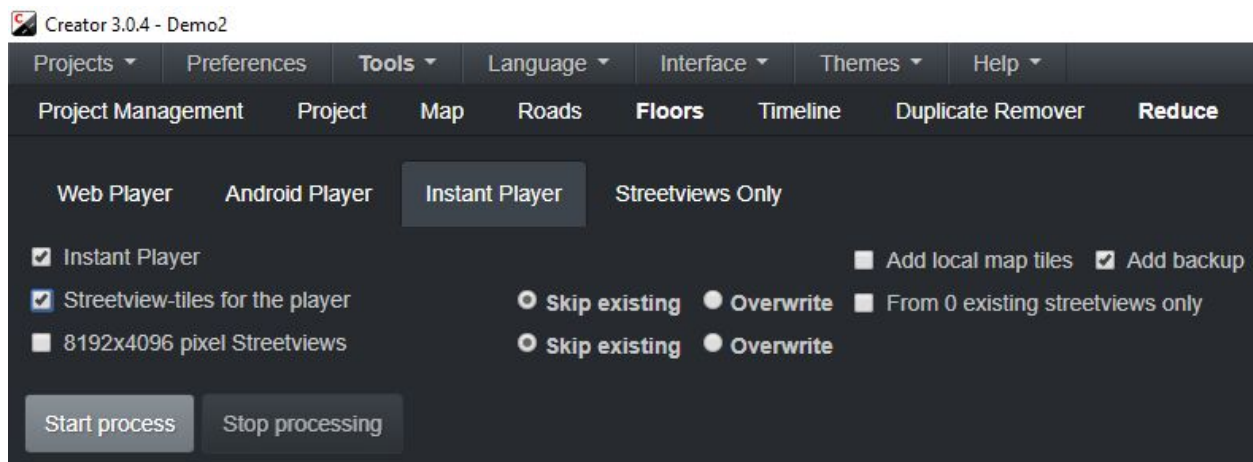 Creator 3.0.4 - Demo2
Projects Preferences Tools Language Interface Themes Help
Project Management Project Map Roads Floors Timeline Duplicate Remover Reduce
Web Player Android Player Instant Player Streetviews Only
Instant Player Add local map tiles Add backup
Streetview-tiles for the player Skip existing Overwrite From 0 existing streetviews only
8192x4096 pixel Streetviews Skip existing Overwrite
Start process Stop processing